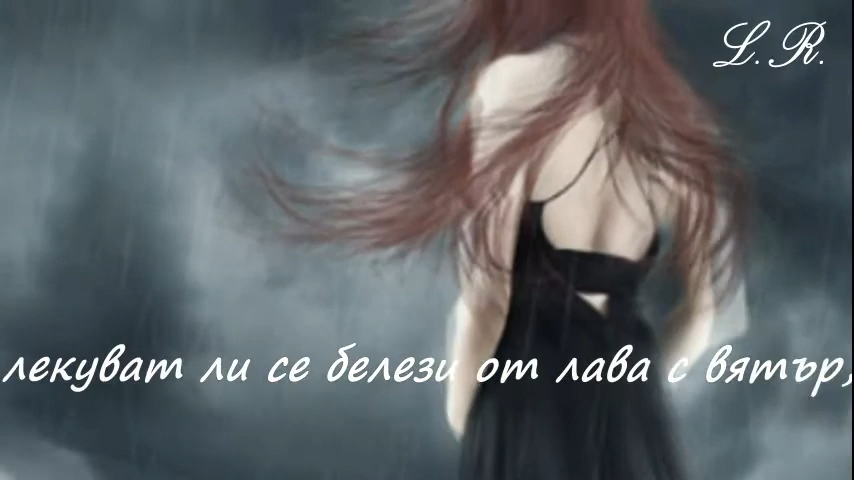 L. R.
лекуват ли се белези от лава с вятър,